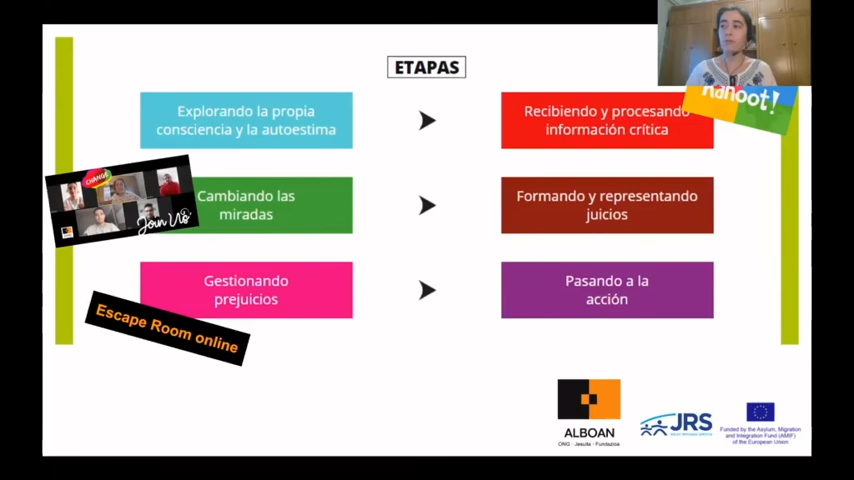 ETAPAS
Explorando la propia
consciencia y la autoestima
Recibiendo y procesando
información crítica
Kahoot!
CHANGE
Join Us
Cambiando las
miradas
Formando y representando
juicios
Gestionando
prejuicios
Pasando a la
acción
Escape Room online
ALBOAN
ONG · Jesuita · Fundazioa
JRS
Funded by the Asylum, Migration
and Integration Fund (AMIF)
of the European Union